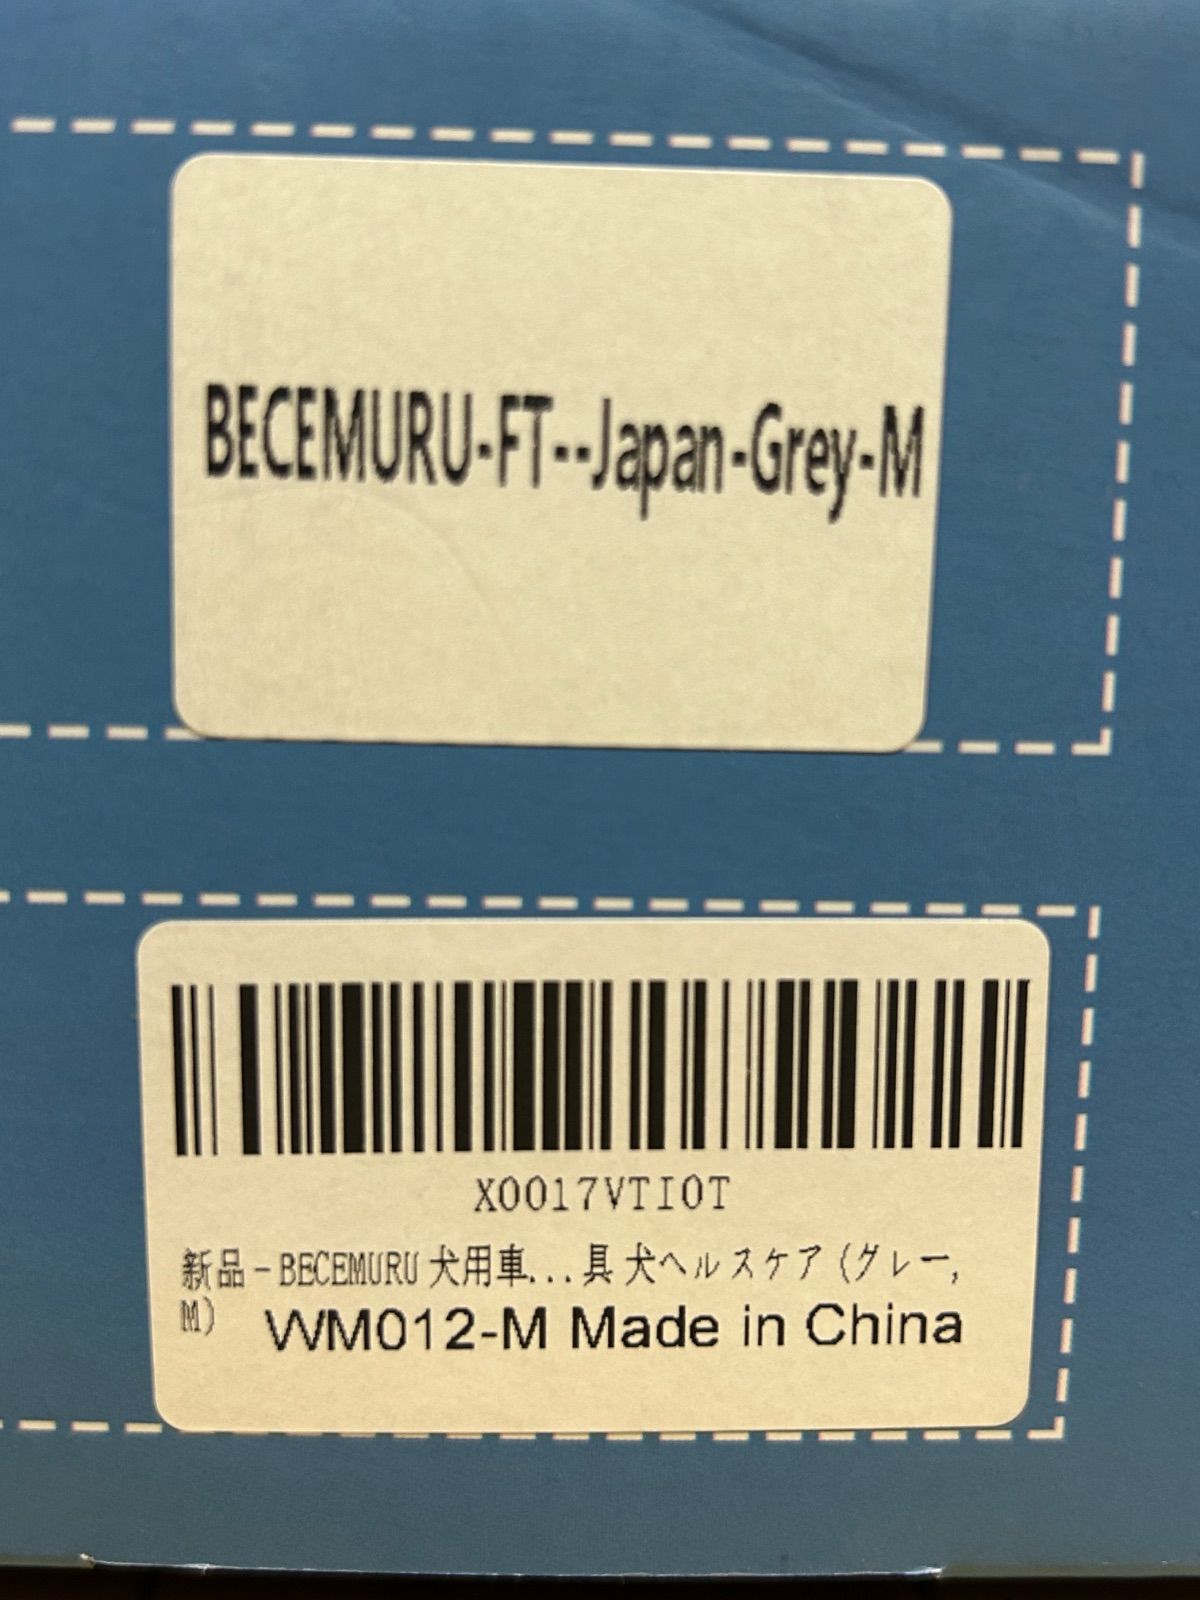 BECEMURU-FT--Japan-Grey-M
X0017VTIOT
新品-BECEMURU 犬用車...具 犬ヘルスケア (グレー,
M)
WM012-M Made in China